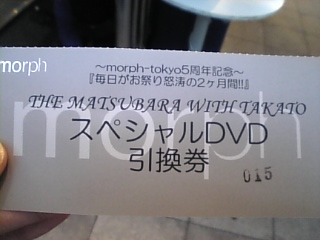 morph
～morph-tokyo5周年記念～
『毎日がお祭り怒涛の2ヶ月間!!』
morph
THE MATSUBARA WITH TAKATO
スペシャルDVD
引換券
015